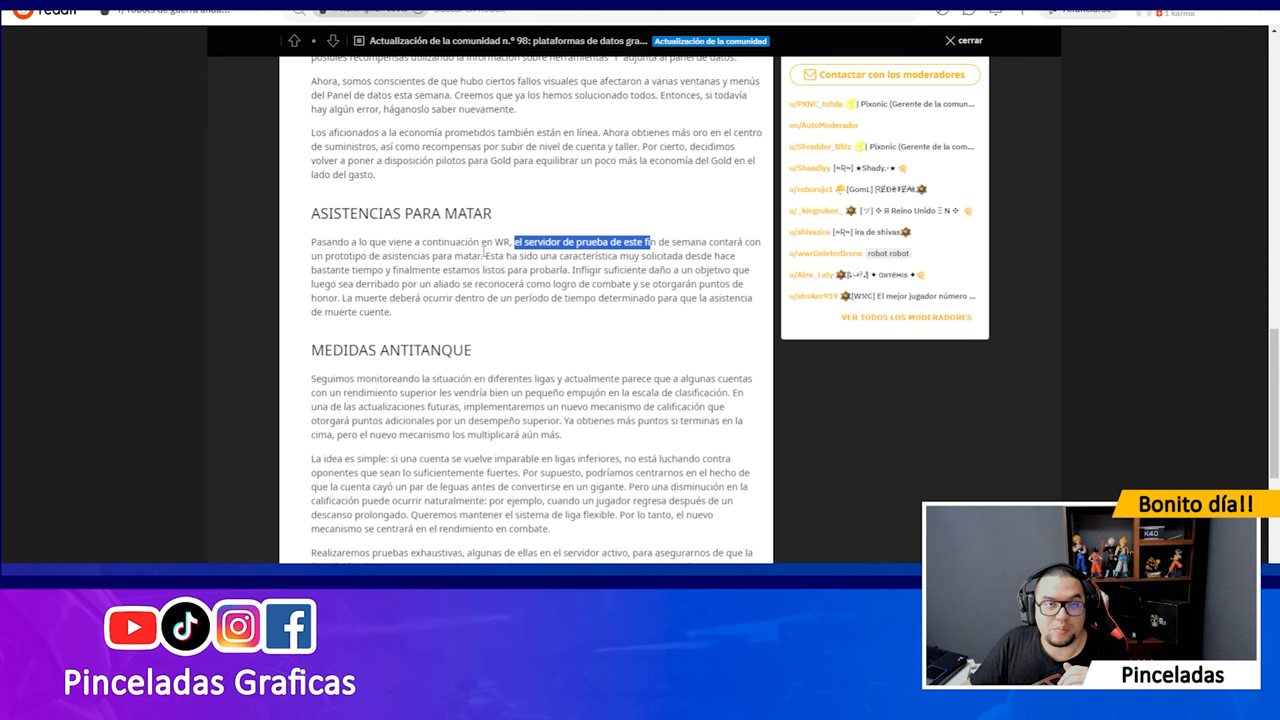 Actualización de la comunidad n.º 98: plataformas de datos gra... Actualización de la comunidad
cerrar
Ahora, somos conscientes de que hubo ciertos fallos visuales que afectaron a varias ventanas y menús
del Panel de datos esta semana. Creemos que ya los hemos solucionado todos. Entonces, si todavía
hay algún error, háganoslo saber nuevamente.
Los aficionados a la economía prometidos también están en línea. Ahora obtienes más oro en el centro
de suministros, así como recompensas por subir de nivel de cuenta y taller. Por cierto, decidimos
volver a poner a disposición pilotos para Gold para equilibrar un poco más la economía del Gold en el
lado del gasto.
ASISTENCIAS PARA MATAR
Pasando a lo que viene a continuación en WR, el servidor de prueba de este fin de semana contará con
un prototipo de asistencias para matar. Esta ha sido una característica muy solicitada desde hace
bastante tiempo y finalmente estamos listos para probarla. Infligir suficiente daño a un objetivo que
luego sea derribado por un aliado se reconocerá como logro de combate y se otorgarán puntos de
honor. La muerte deberá ocurrir dentro de un período de tiempo determinado para que la asistencia
de muerte cuente.
MEDIDAS ANTITANQUE
Seguimos monitoreando la situación en diferentes ligas y actualmente parece que a algunas cuentas
con un rendimiento superior les vendría bien un pequeño empujón en la escala de clasificación. En
una de las actualizaciones futuras, implementaremos un nuevo mecanismo de calificación que
otorgará puntos adicionales por un desempeño superior. Ya obtienes más puntos si terminas en la
cima, pero el nuevo mecanismo los multiplicará aún más.
La idea es simple: si una cuenta se vuelve imparable en ligas inferiores, no está luchando contra
oponentes que sean lo suficientemente fuertes. Por supuesto, podríamos centrarnos en el hecho de
que la cuenta cayó un par de leguas antes de convertirse en un gigante. Pero una disminución en la
calificación puede ocurrir naturalmente: por ejemplo, cuando un jugador regresa después de un
descanso prolongado. Queremos mantener el sistema de liga flexible. Por lo tanto, el nuevo
mecanismo se centrará en el rendimiento en combate.
Realizaremos pruebas exhaustivas, algunas de ellas en el servidor activo, para asegurarnos de que la
Contactar con los moderadores
u/PXNC_tofsla | Pixonic (Gerente de la comun...
en/AutoModerador
u/Shredder_Blitz | Pixonic (Gerente de la com...
u/Shaadiyy
u/roborojo1
u/_kingruken_ Reino Unido
u/shivasira ira de shivas
u/wwrDeleterDrone robot robot
u/Alex_Laty
u/stroker919 El mejor jugador número ...
VER TODOS LOS MODERADORES
Bonito día!!
K40
Pinceladas
Pinceladas Graficas